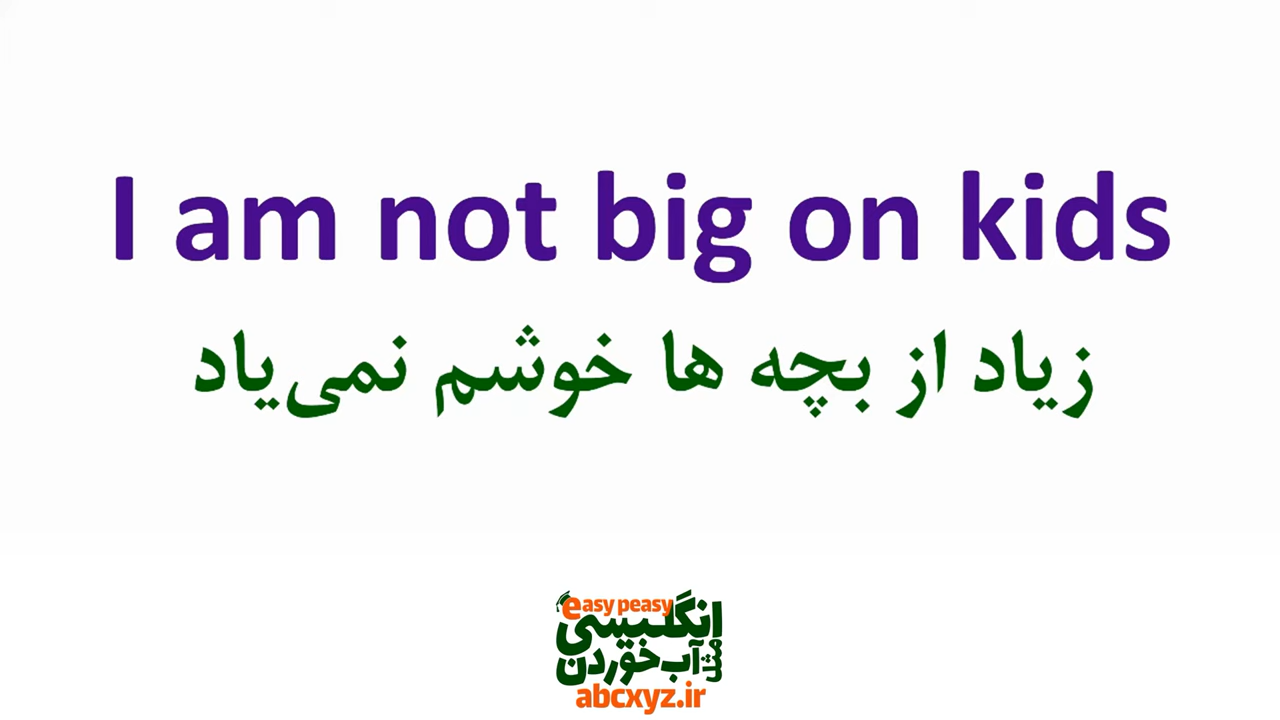 I am not big on kids
زیاد از بچه ها خوشم نمی‌یاد
easy peasy
انگلیسی
مثل آب خوردن
abcxyz.ir